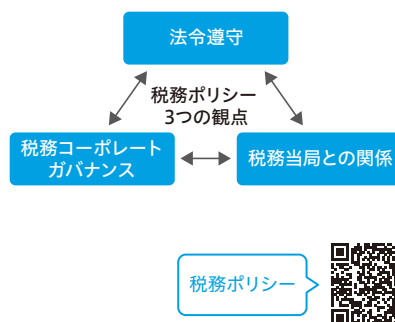 法令遵守
税務ポリシー
3つの観点
税務コーポレート
ガバナンス
税務当局との関係
税務ポリシー